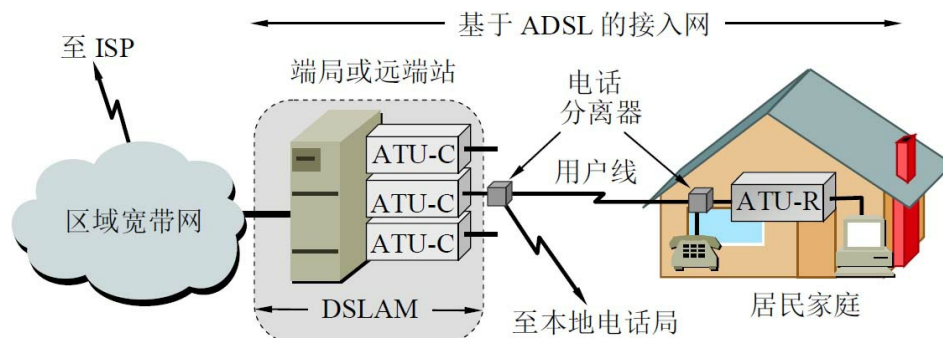 基于 ADSL 的接入网
至 ISP
端局或远端站
电话
分离器
ATU-C
用户线
ATU-C
ATU-R
区域宽带网
ATU-C
居民家庭
DSLAM
至本地电话局